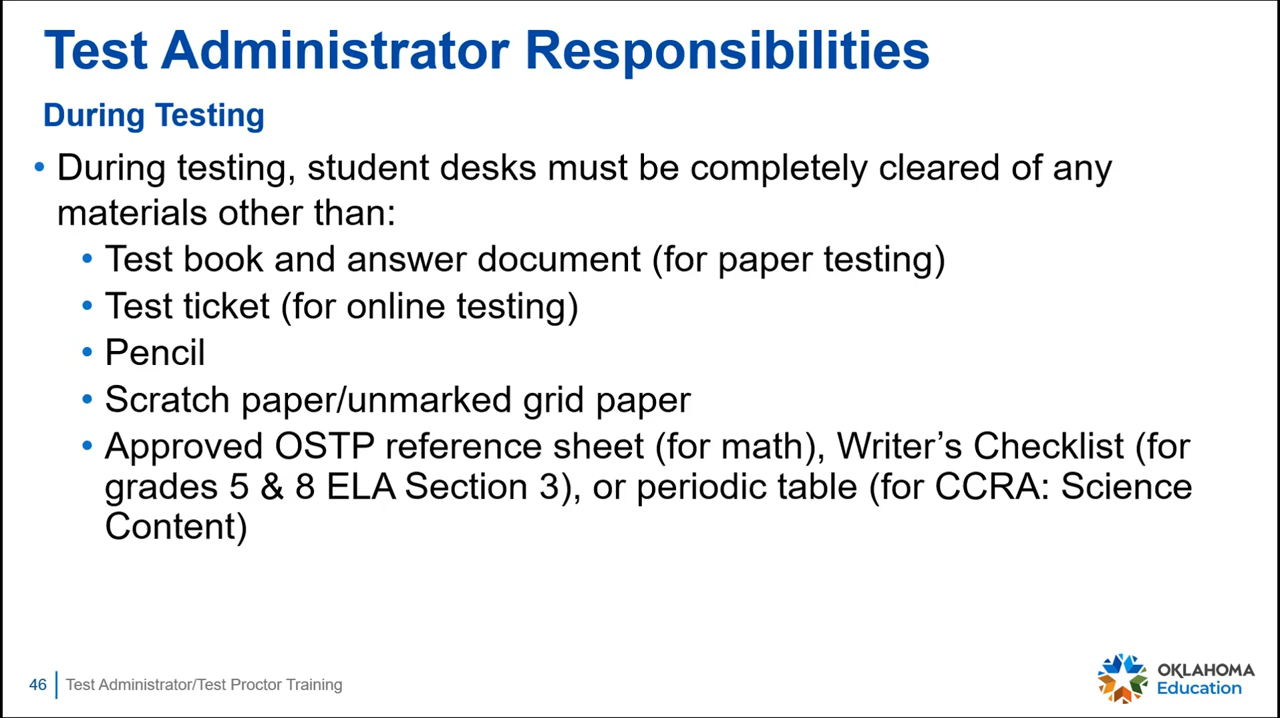 Test Administrator Responsibilities
During Testing
• During testing, student desks must be completely cleared of any
materials other than:
• Test book and answer document (for paper testing)
• Test ticket (for online testing)
• Pencil
• Scratch paper/unmarked grid paper
• Approved OSTP reference sheet (for math), Writer’s Checklist (for
grades 5 & 8 ELA Section 3), or periodic table (for CCRA: Science
Content)
46 | Test Administrator/Test Proctor Training
OKLAHOMA
Education